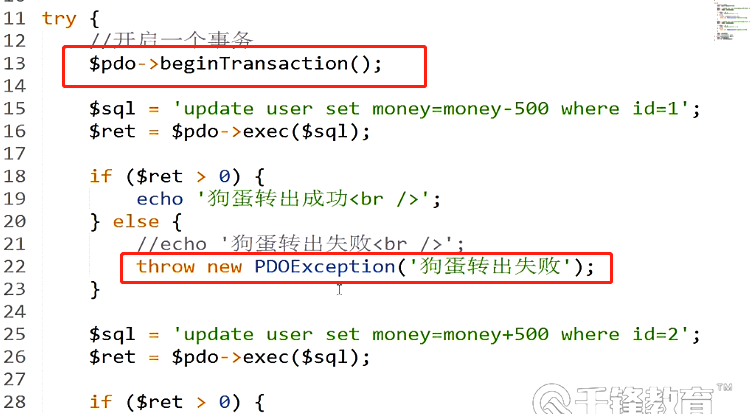 11 try {
12 //开启一个事务
13 $pdo->beginTransaction();
14
15 $sql = 'update user set money=money-500 where id=1';
16 $ret = $pdo->exec($sql);
17
18 if ($ret > 0) {
19 echo '狗蛋转出成功<br />';
20 } else {
21 //echo '狗蛋转出失败<br />';
22 throw new PDOException('狗蛋转出失败');
23 }
24
25 $sql = 'update user set money=money+500 where id=2';
26 $ret = $pdo->exec($sql);
27
28 if ($ret > 0) {
千锋教育™